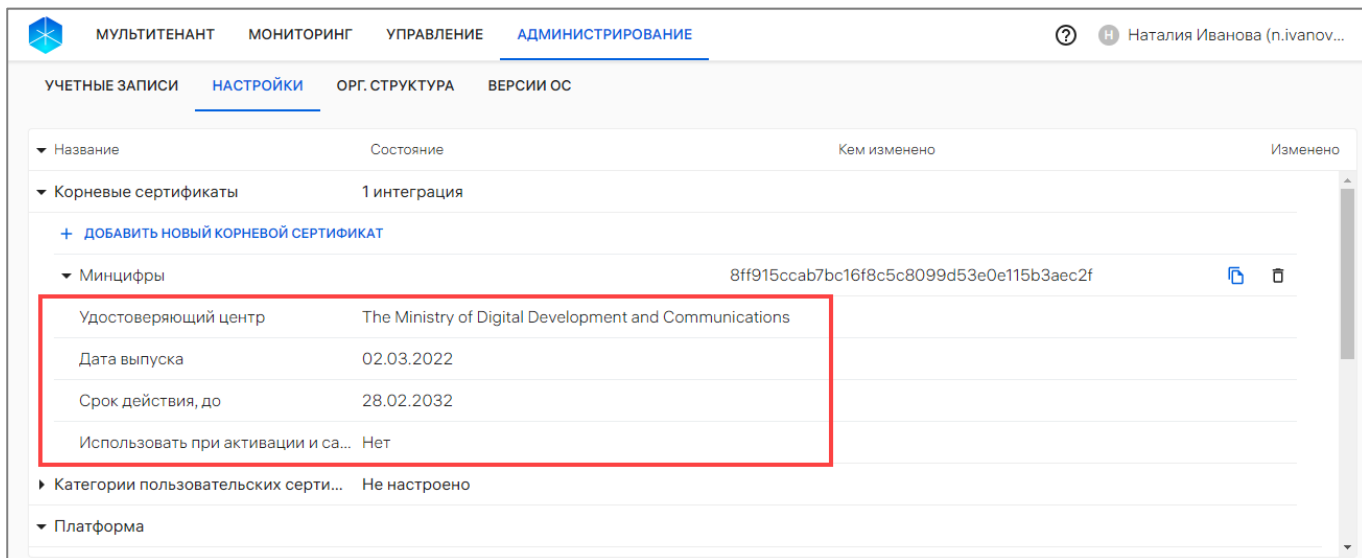 МУЛЬТИТЕНАНТ МОНИТОРИНГ УПРАВЛЕНИЕ АДМИНИСТРИРОВАНИЕ Н Наталия Иванова (n.ivanov...
УЧЕТНЫЕ ЗАПИСИ НАСТРОЙКИ ОРГ. СТРУКТУРА ВЕРСИИ ОС
Название Состояние Кем изменено Изменено
Корневые сертификаты 1 интеграция
+ ДОБАВИТЬ НОВЫЙ КОРНЕВОЙ СЕРТИФИКАТ
Минцифры 8ff915ccab7bc16f8c5c8099d53e0e115b3aec2f
Удостоверяющий центр The Ministry of Digital Development and Communications
Дата выпуска 02.03.2022
Срок действия, до 28.02.2032
Использовать при активации и са... Нет
Категории пользовательских серти... Не настроено
Платформа